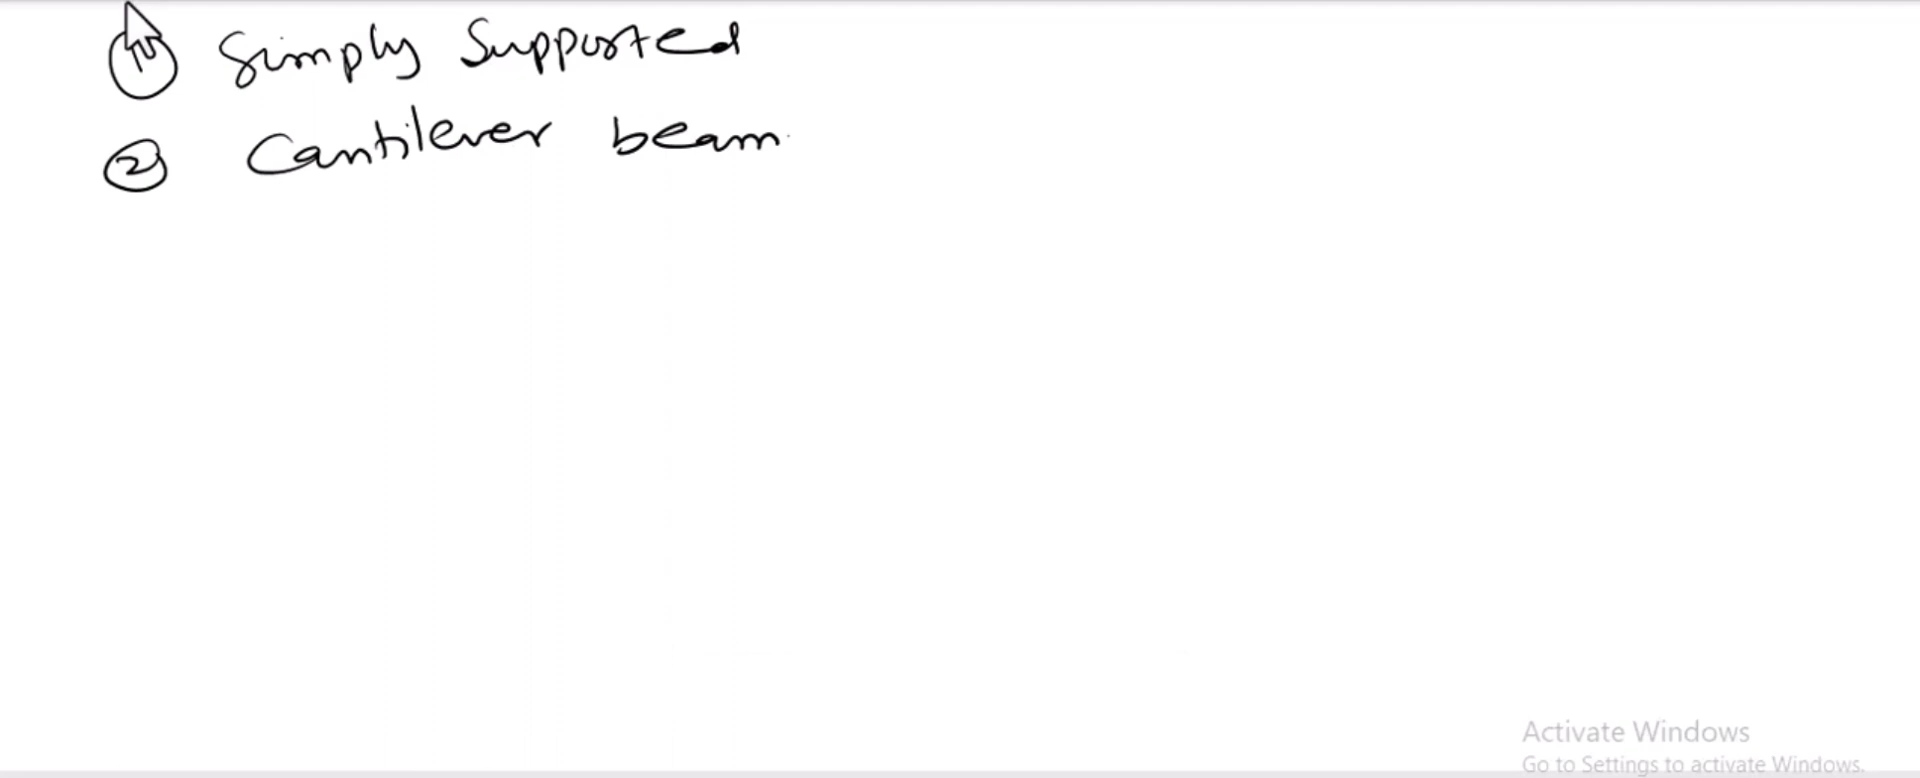 ① Simply Supported
② Cantilever beam
Activate Windows
Go to Settings to activate Windows.